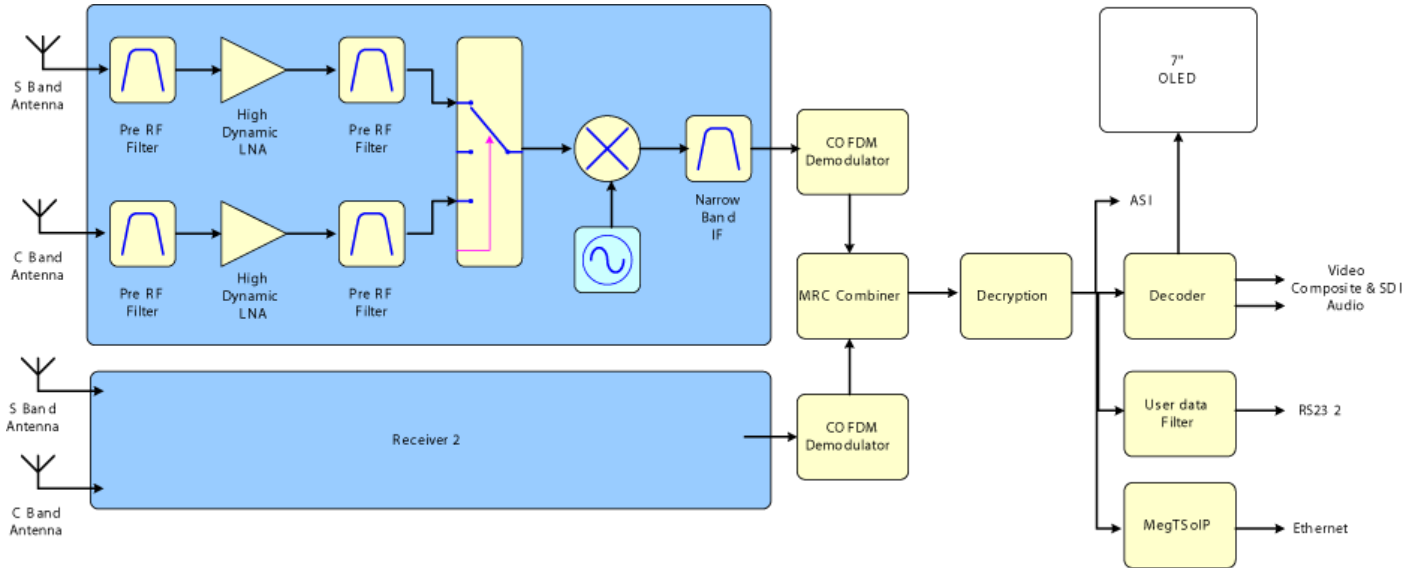 S Band
Antenna
Pre RF
Filter
High
Dynamic
LNA
Pre RF
Filter
C Band
Antenna
Pre RF
Filter
High
Dynamic
LNA
Pre RF
Filter
Narrow
Band
IF
COFDM
Demodulator
MRC Combiner
Decryption
7"
OLED
ASI
Decoder
Video
Composite & SDI
Audio
S Band
Antenna
Receiver 2
C Band
Antenna
COFDM
Demodulator
User data
Filter
RS23 2
MegTSoIP
Ethernet